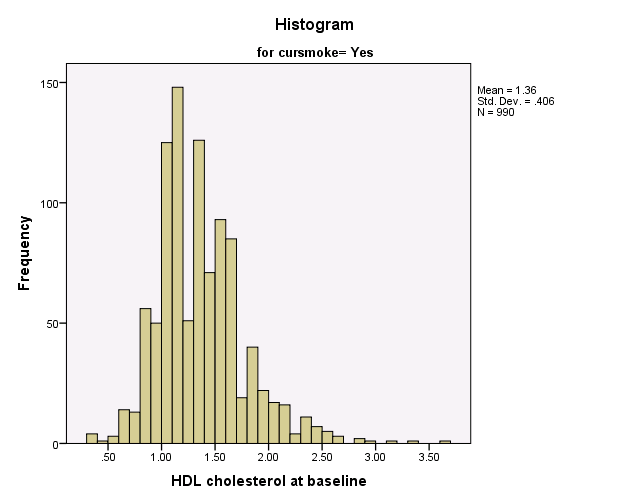 Histogram
for cursmoke= Yes
Mean = 1.36
Std. Dev. = .406
N = 990
150
100
50
0
Frequency
.50 1.00 1.50 2.00 2.50 3.00 3.50
HDL cholesterol at baseline